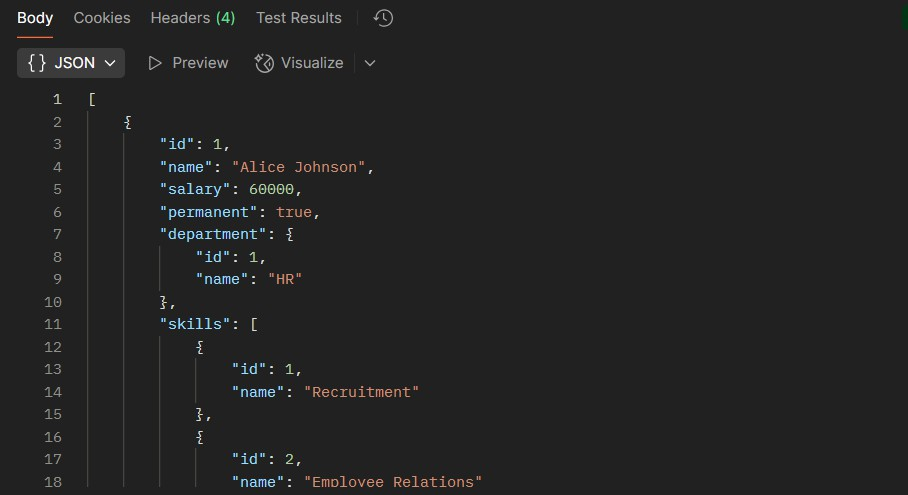 Body Cookies Headers (4) Test Results
{} JSON Preview Visualize
1 [
2 {
3 "id": 1,
4 "name": "Alice Johnson",
5 "salary": 60000,
6 "permanent": true,
7 "department": {
8 "id": 1,
9 "name": "HR"
10 },
11 "skills": [
12 {
13 "id": 1,
14 "name": "Recruitment"
15 },
16 {
17 "id": 2,
18 "name": "Employee Relations"